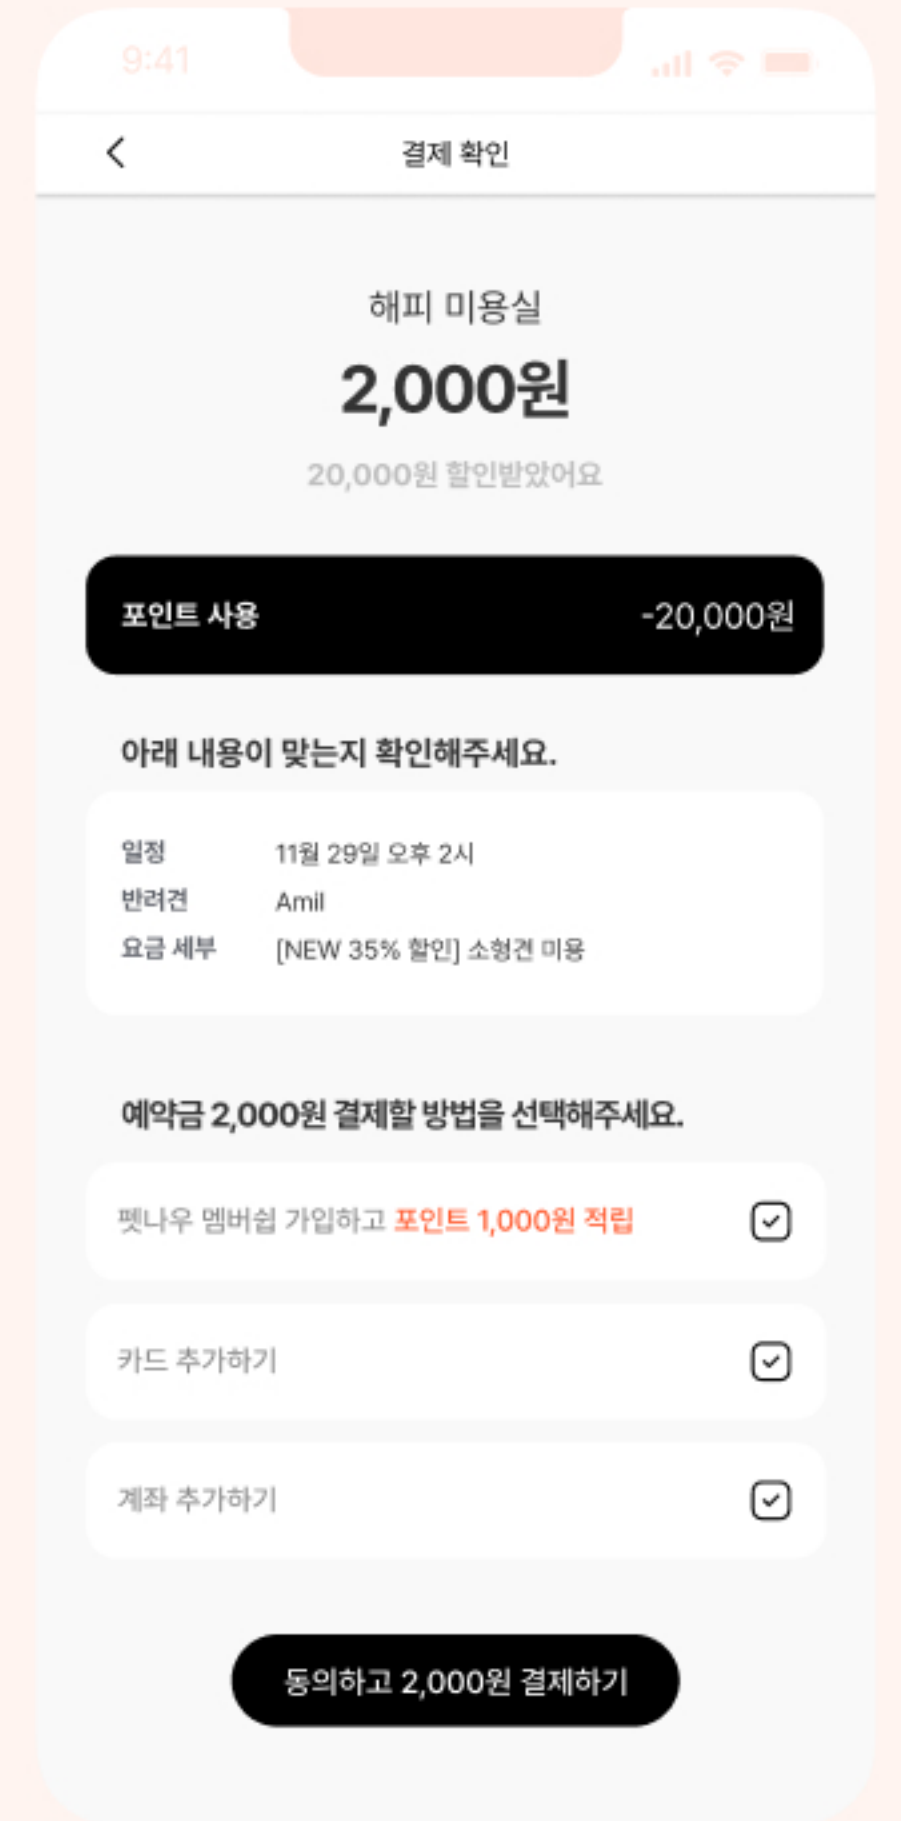 9:41
결제 확인
해피 미용실
2,000원
20,000원 할인받았어요
포인트 사용 -20,000원
아래 내용이 맞는지 확인해주세요.
일정 11월 29일 오후 2시
반려견 Amil
요금 세부 [NEW 35% 할인] 소형견 미용
예약금 2,000원 결제할 방법을 선택해주세요.
펫나우 멤버쉽 가입하고 포인트 1,000원 적립
카드 추가하기
계좌 추가하기
동의하고 2,000원 결제하기